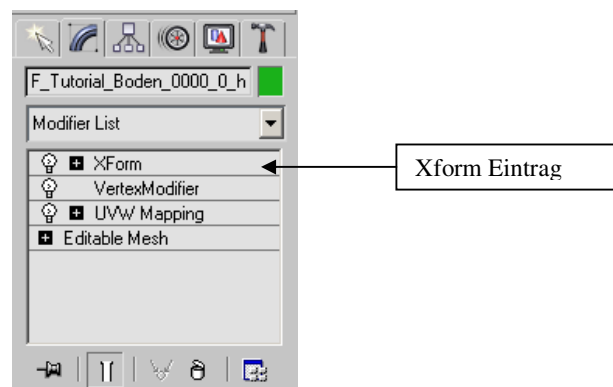 F_Tutorial_Boden_0000_0_h
Modifier List
XForm
Xform Eintrag
VertexModifier
UVW Mapping
Editable Mesh